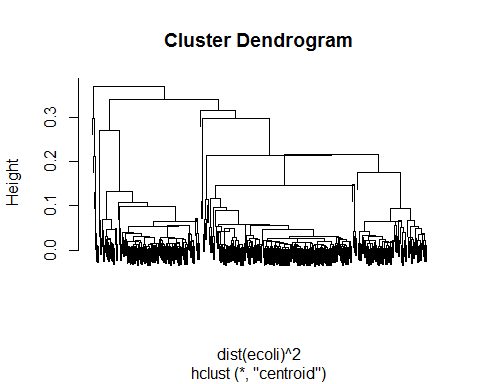 Cluster Dendrogram
Height
0.3
0.2
0.1
0.0
dist(ecoli)^2
hclust (*, "centroid")